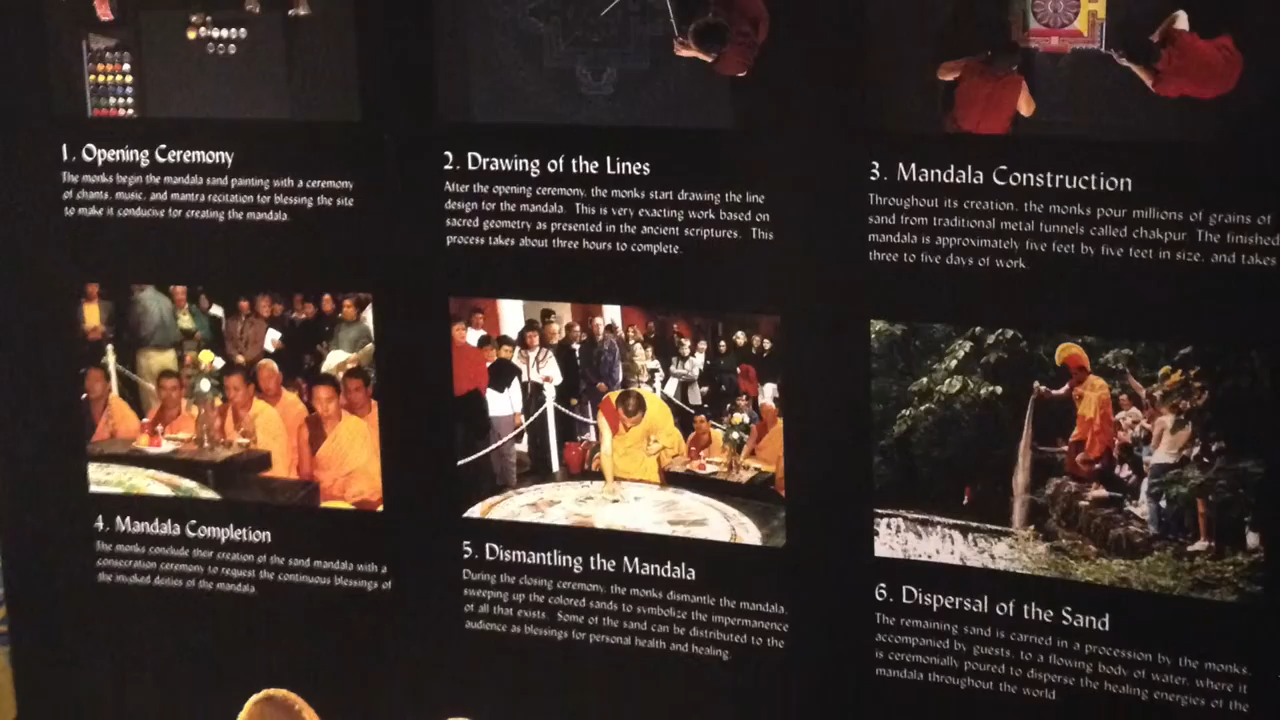 1. Opening Ceremony
The monks begin the mandala sand painting with a ceremony
of chants, music, and mantra recitation for blessing the site
to make it conducive for creating the mandala.
2. Drawing of the Lines
After the opening ceremony, the monks start drawing the line
design for the mandala. This is very exacting work based on
sacred geometry as presented in the ancient scriptures. This
process takes about three hours to complete.
3. Mandala Construction
Throughout its creation, the monks pour millions of grains of
sand from traditional metal funnels called chakpur. The finished
mandala is approximately five feet by five feet in size, and takes
three to five days of work.
4. Mandala Completion
The monks conclude their creation of the sand mandala with a
consecration ceremony to request the continuous blessings of
the invoked deities of the mandala.
5. Dismantling the Mandala
During the closing ceremony, the monks dismantle the mandala,
sweeping up the colored sands to symbolize the impermanence
of all that exists. Some of the sand can be distributed to the
audience as blessings for personal health and healing.
6. Dispersal of the Sand
The remaining sand is carried in a procession by the monks,
accompanied by guests, to a flowing body of water, where it
is ceremonially poured to disperse the healing energies of the
mandala throughout the world